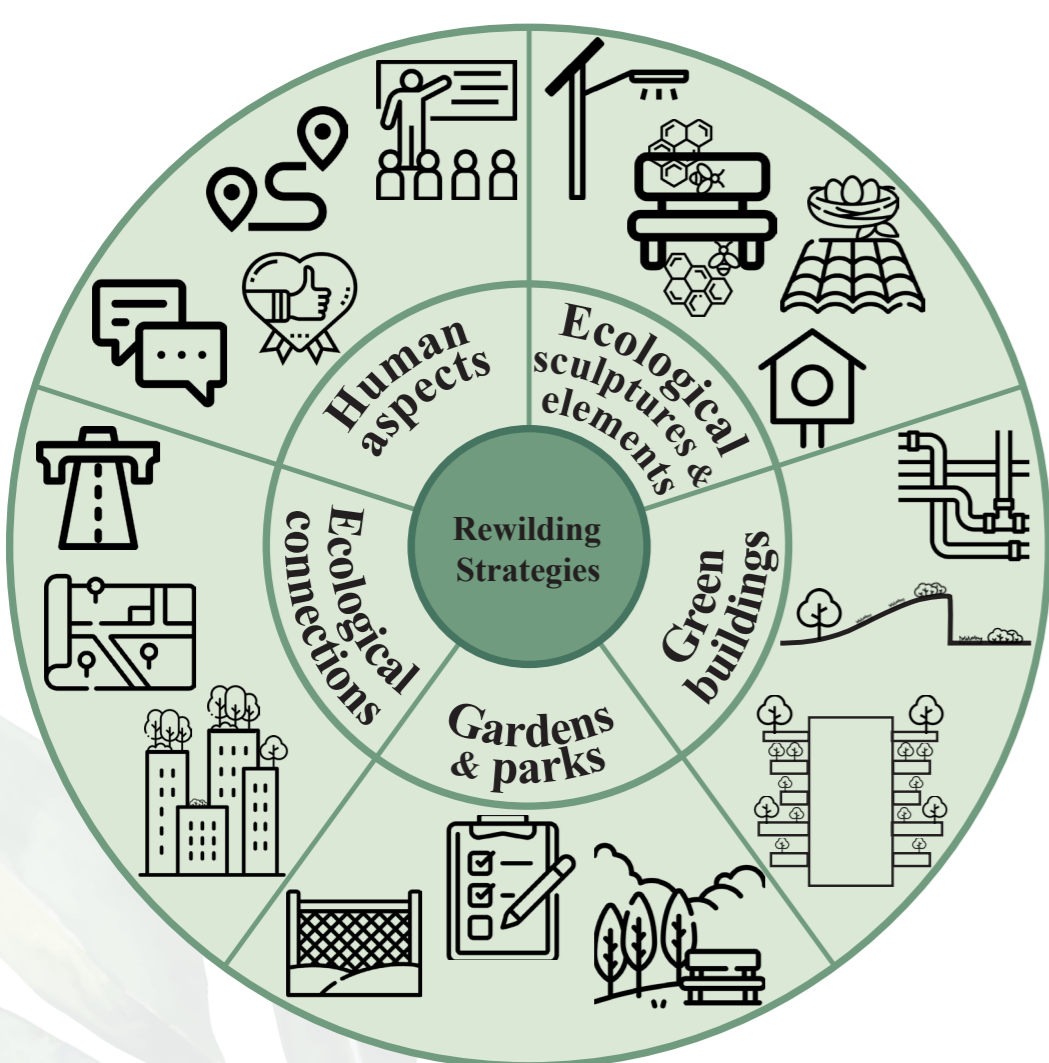 Rewilding
Strategies
Human
aspects
Ecological
sculptures &
elements
Green
buildings
Gardens
& parks
Ecological
connections